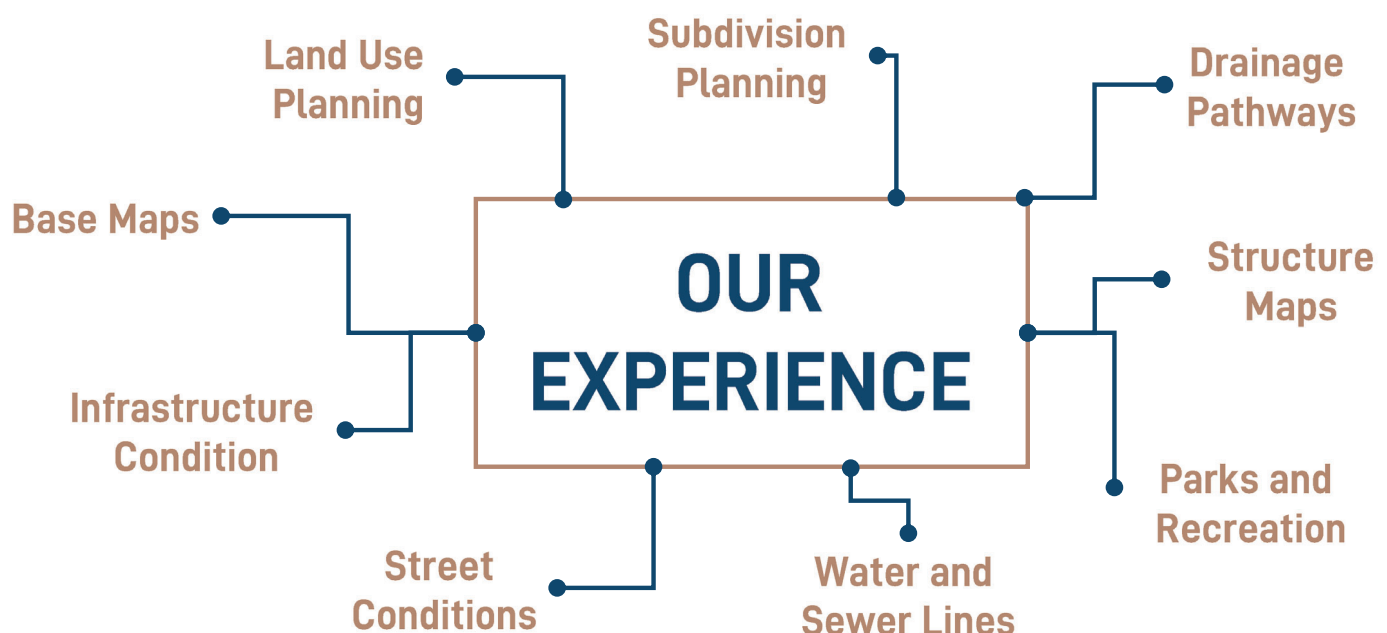 Subdivision
Planning
Land Use
Planning
Drainage
Pathways
Base Maps
OUR
EXPERIENCE
Structure
Maps
Infrastructure
Condition
Parks and
Recreation
Street
Conditions
Water and
Sewer Lines